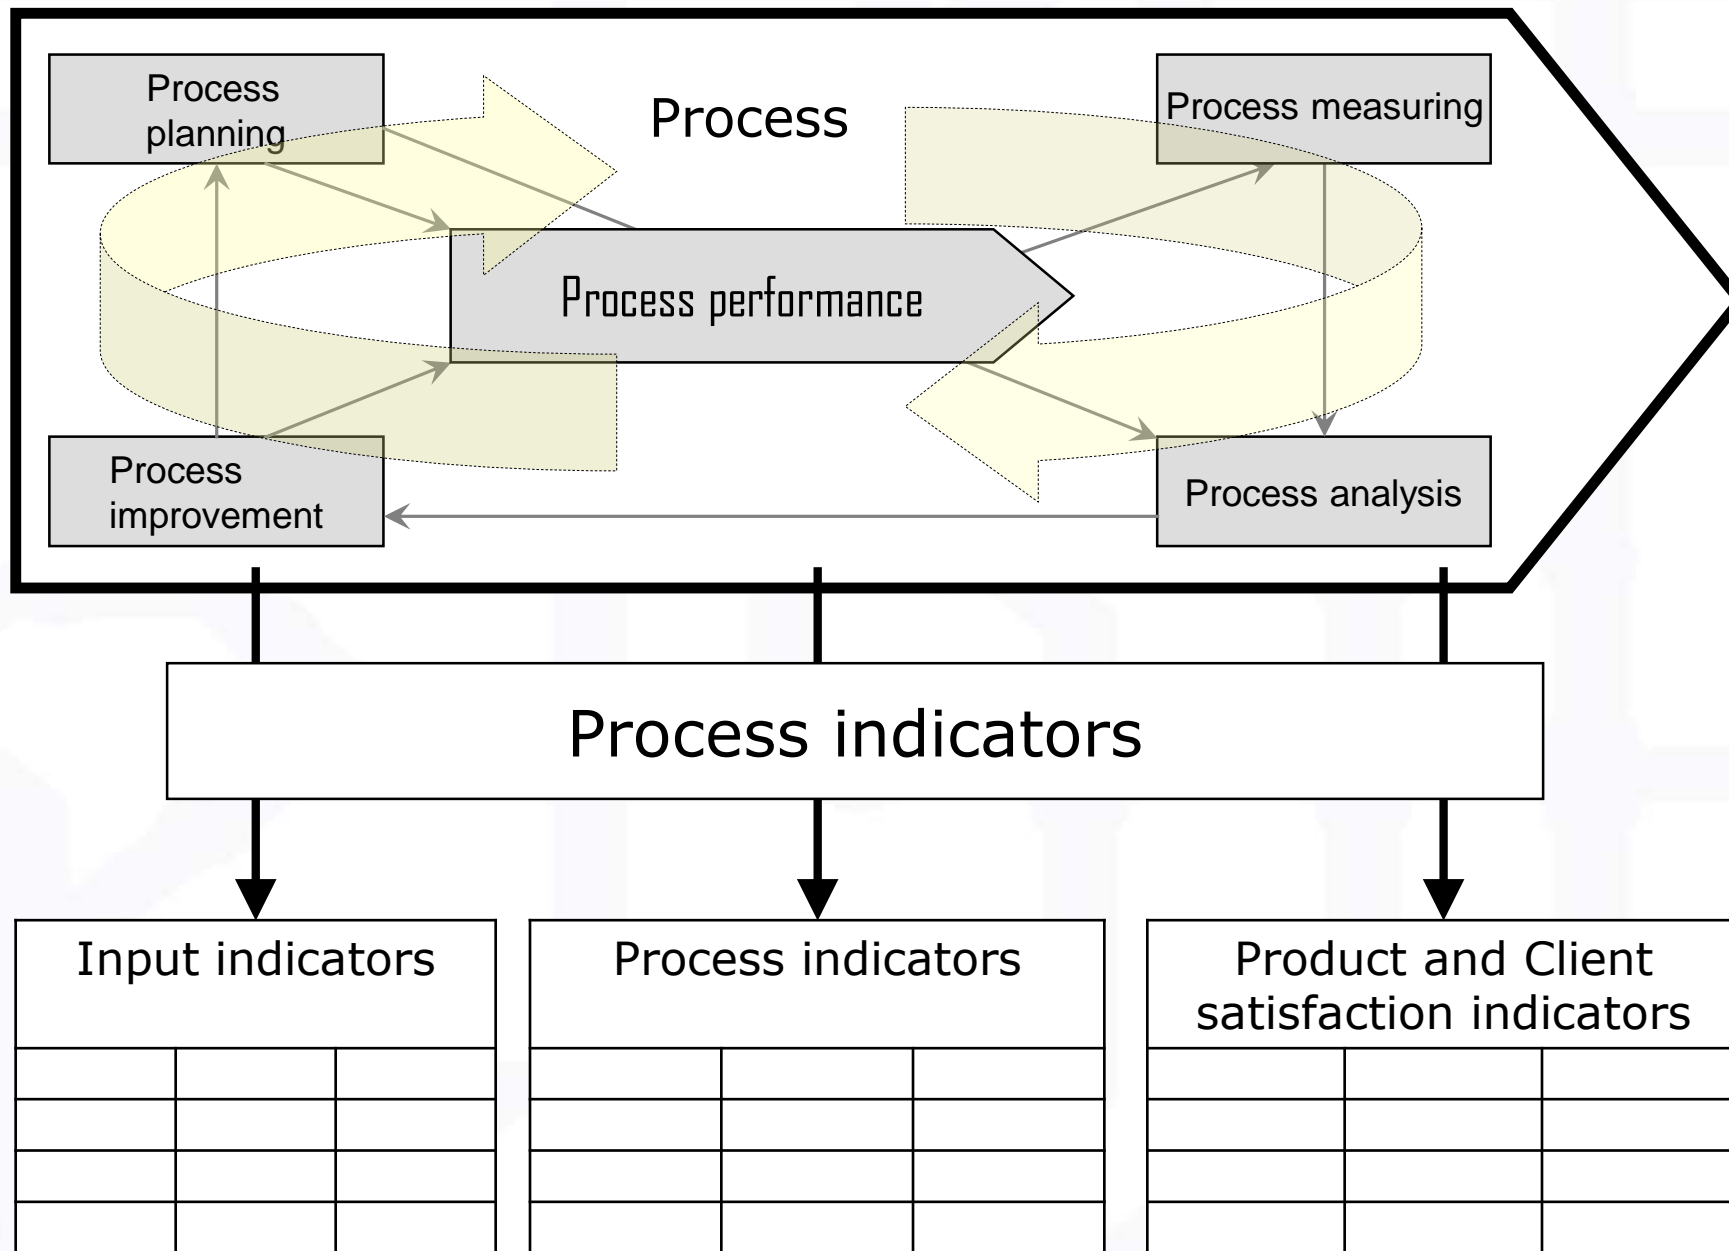 Process
planning
Process
Process measuring
Process performance
Process
improvement
Process analysis
Process indicators
Input indicators
Process indicators
Product and Client
satisfaction indicators